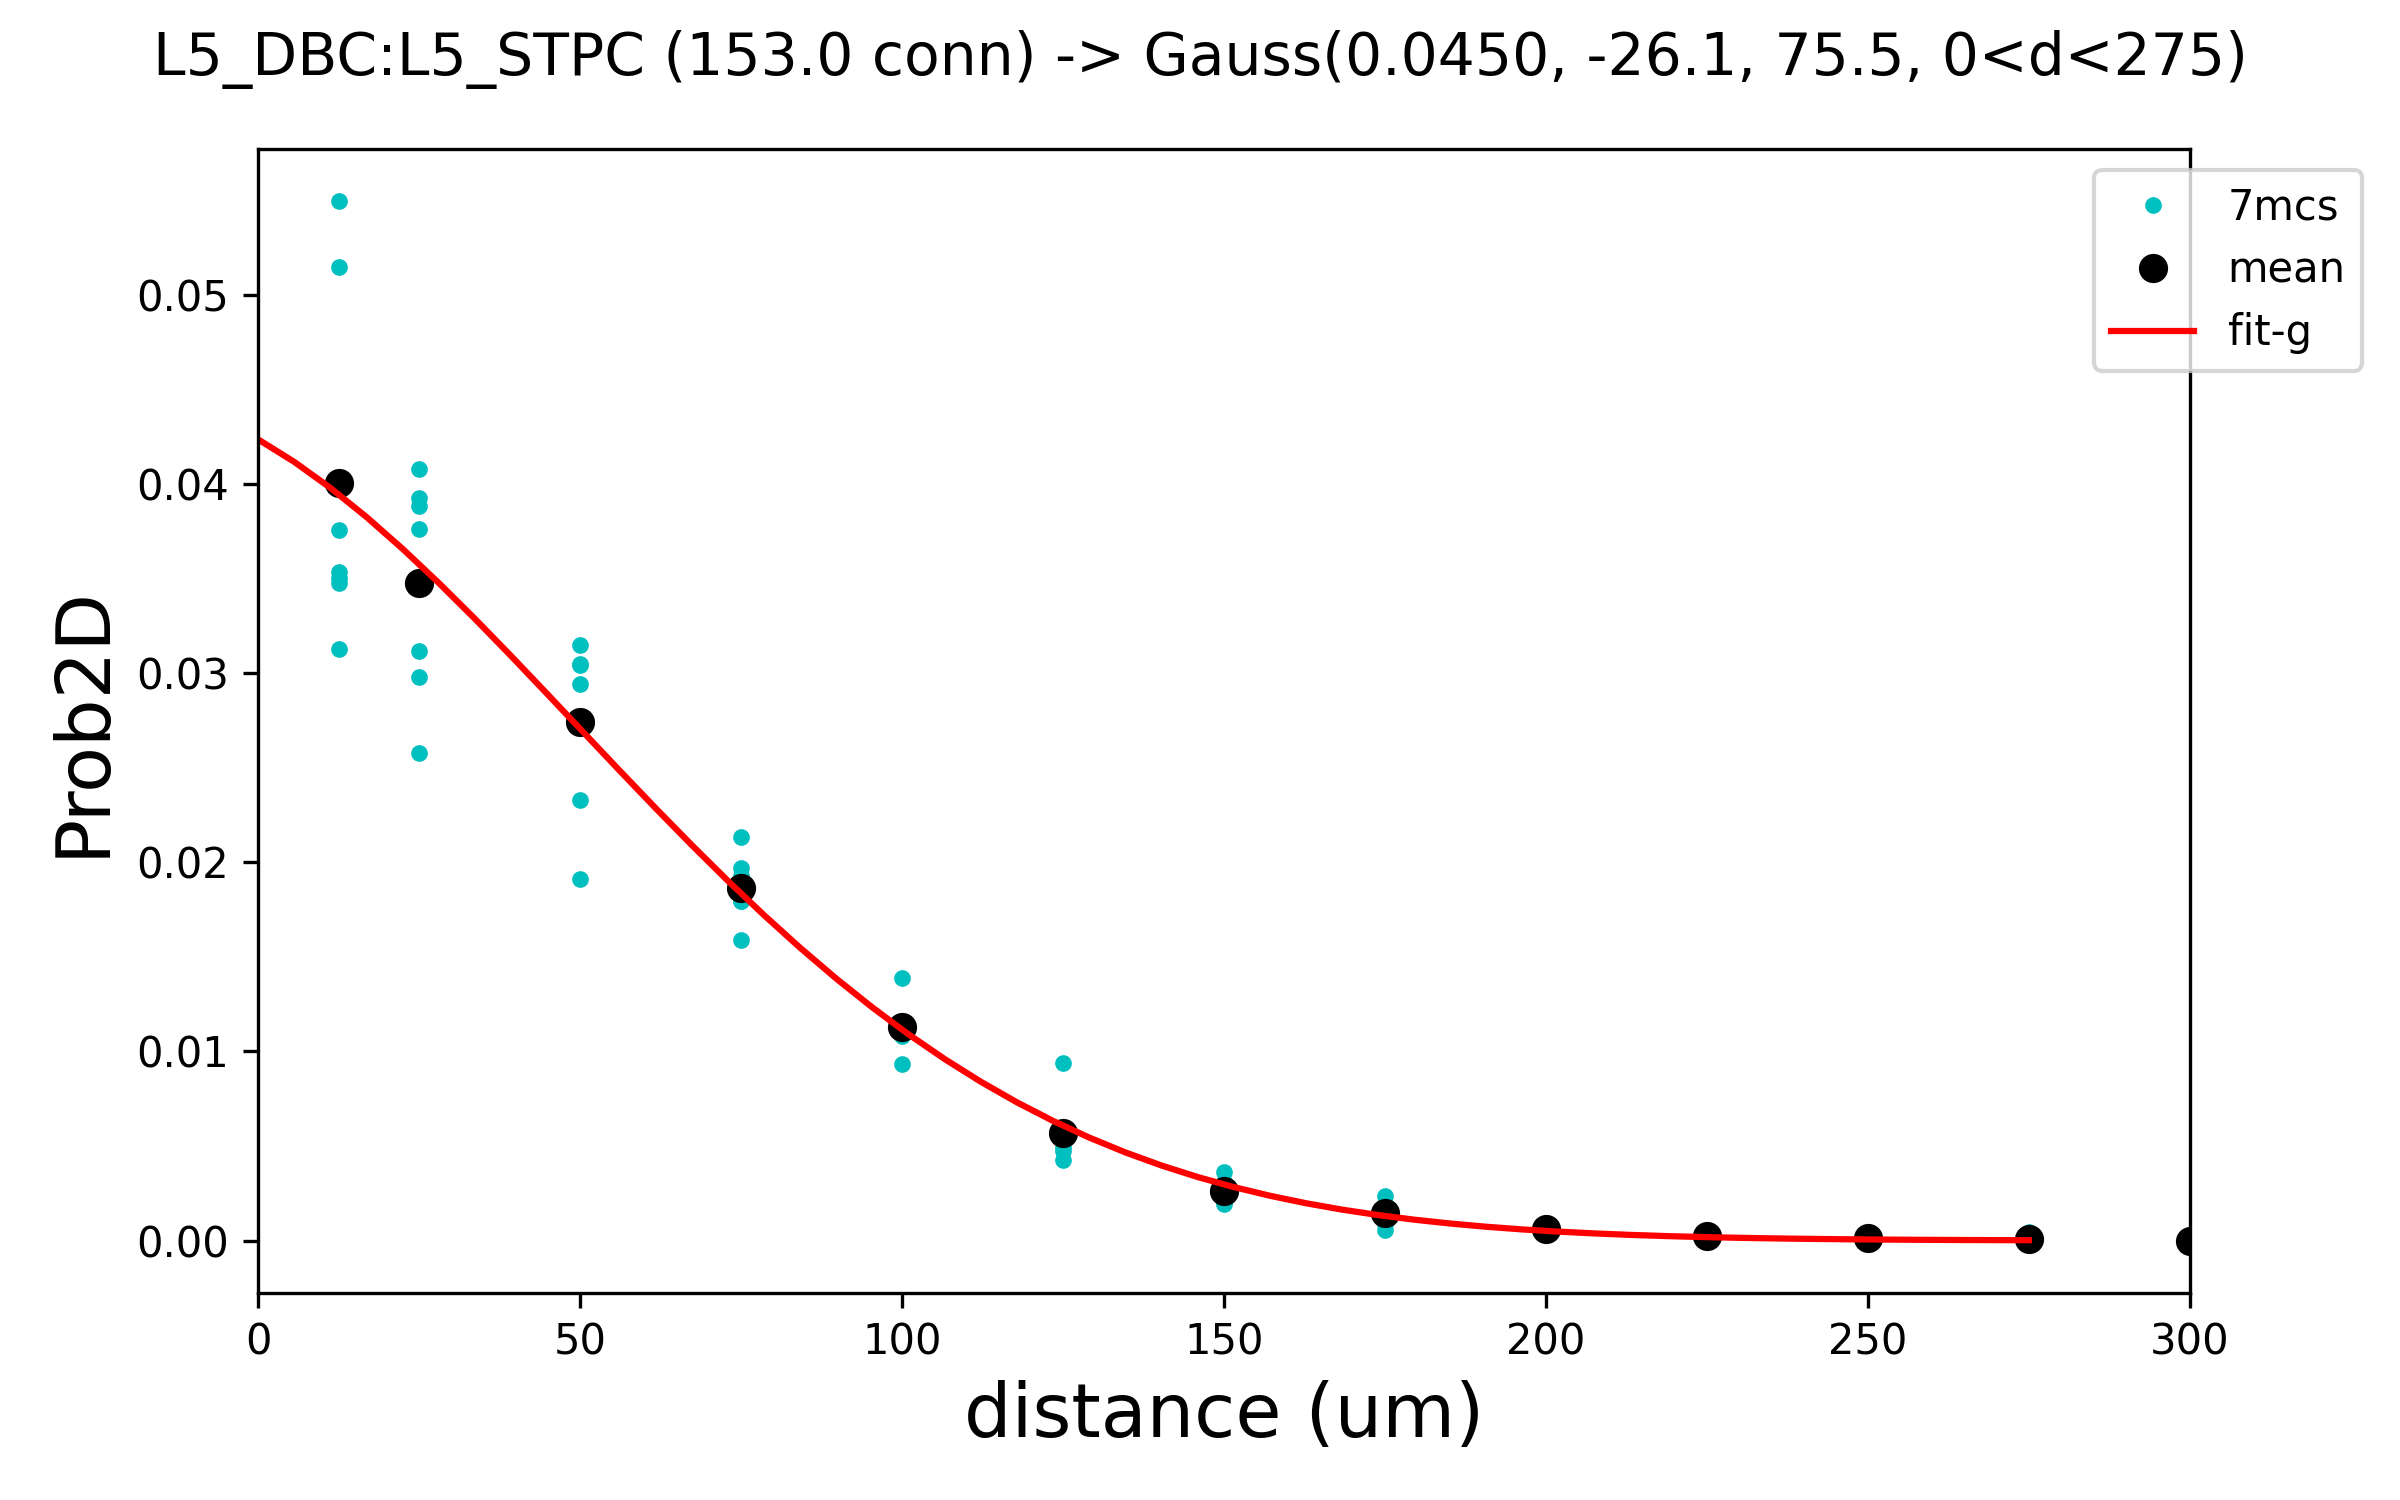 L5_DBC:L5_STPC (153.0 conn) -> Gauss(0.0450, -26.1, 75.5, 0<d<275)
7mcs
mean
fit-g
Prob2D
0.05
0.04
0.03
0.02
0.01
0.00
0 50 100 150 200 250 300
distance (um)